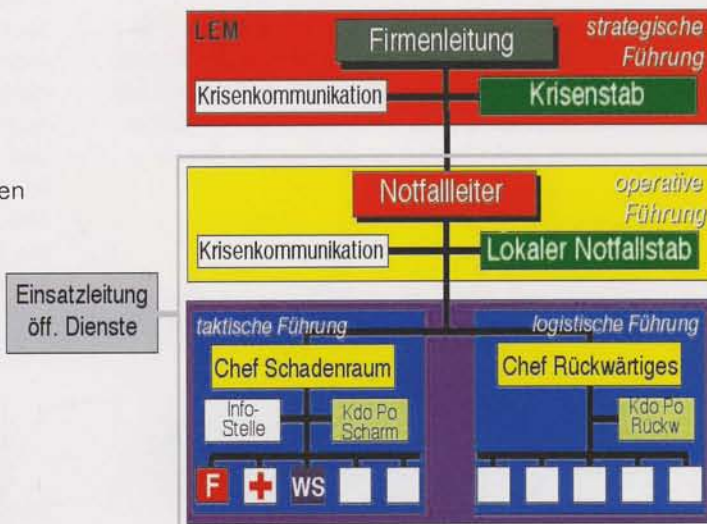 LEM
Firmenleitung
strategische
Führung
Krisenkommunikation
Krisenstab
en
Notfallleiter
operative
Führung
Krisenkommunikation
Lokaler Notfallstab
Einsatzleitung
öff. Dienste
taktische Führung
logistische Führung
Chef Schadenraum
Chef Rückwärtiges
Info-
Stelle
Kdo Po
Scharm
Kdo Po
Rückw
F
WS